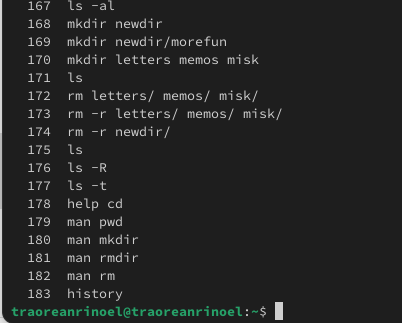 167 ls -al
168 mkdir newdir
169 mkdir newdir/morefun
170 mkdir letters memos misk
171 ls
172 rm letters/ memos/ misk/
173 rm -r letters/ memos/ misk/
174 rm -r newdir/
175 ls
176 ls -R
177 ls -t
178 help cd
179 man pwd
180 man mkdir
181 man rmdir
182 man rm
183 history
traoreanrinoel@traoreanrinoel:~$